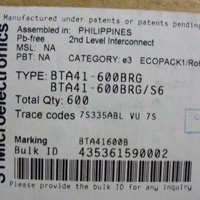 Manufactured under patents or patents pending
Assembled in: PHILIPPINES
Pb-free 2nd Level Interconnect
MSL: NA
PBT: NA CATEGORY: e3 ECOPACK1/RoH
TYPE: BTA41-600BRG
BTA41-600BRG/S6
Total Qty: 600
Trace codes 7S335ABL VU 7S
Marking BTA41600B
Bulk ID 435361590002
Please provide the bulk ID for any inquiry
STMicroelectronics